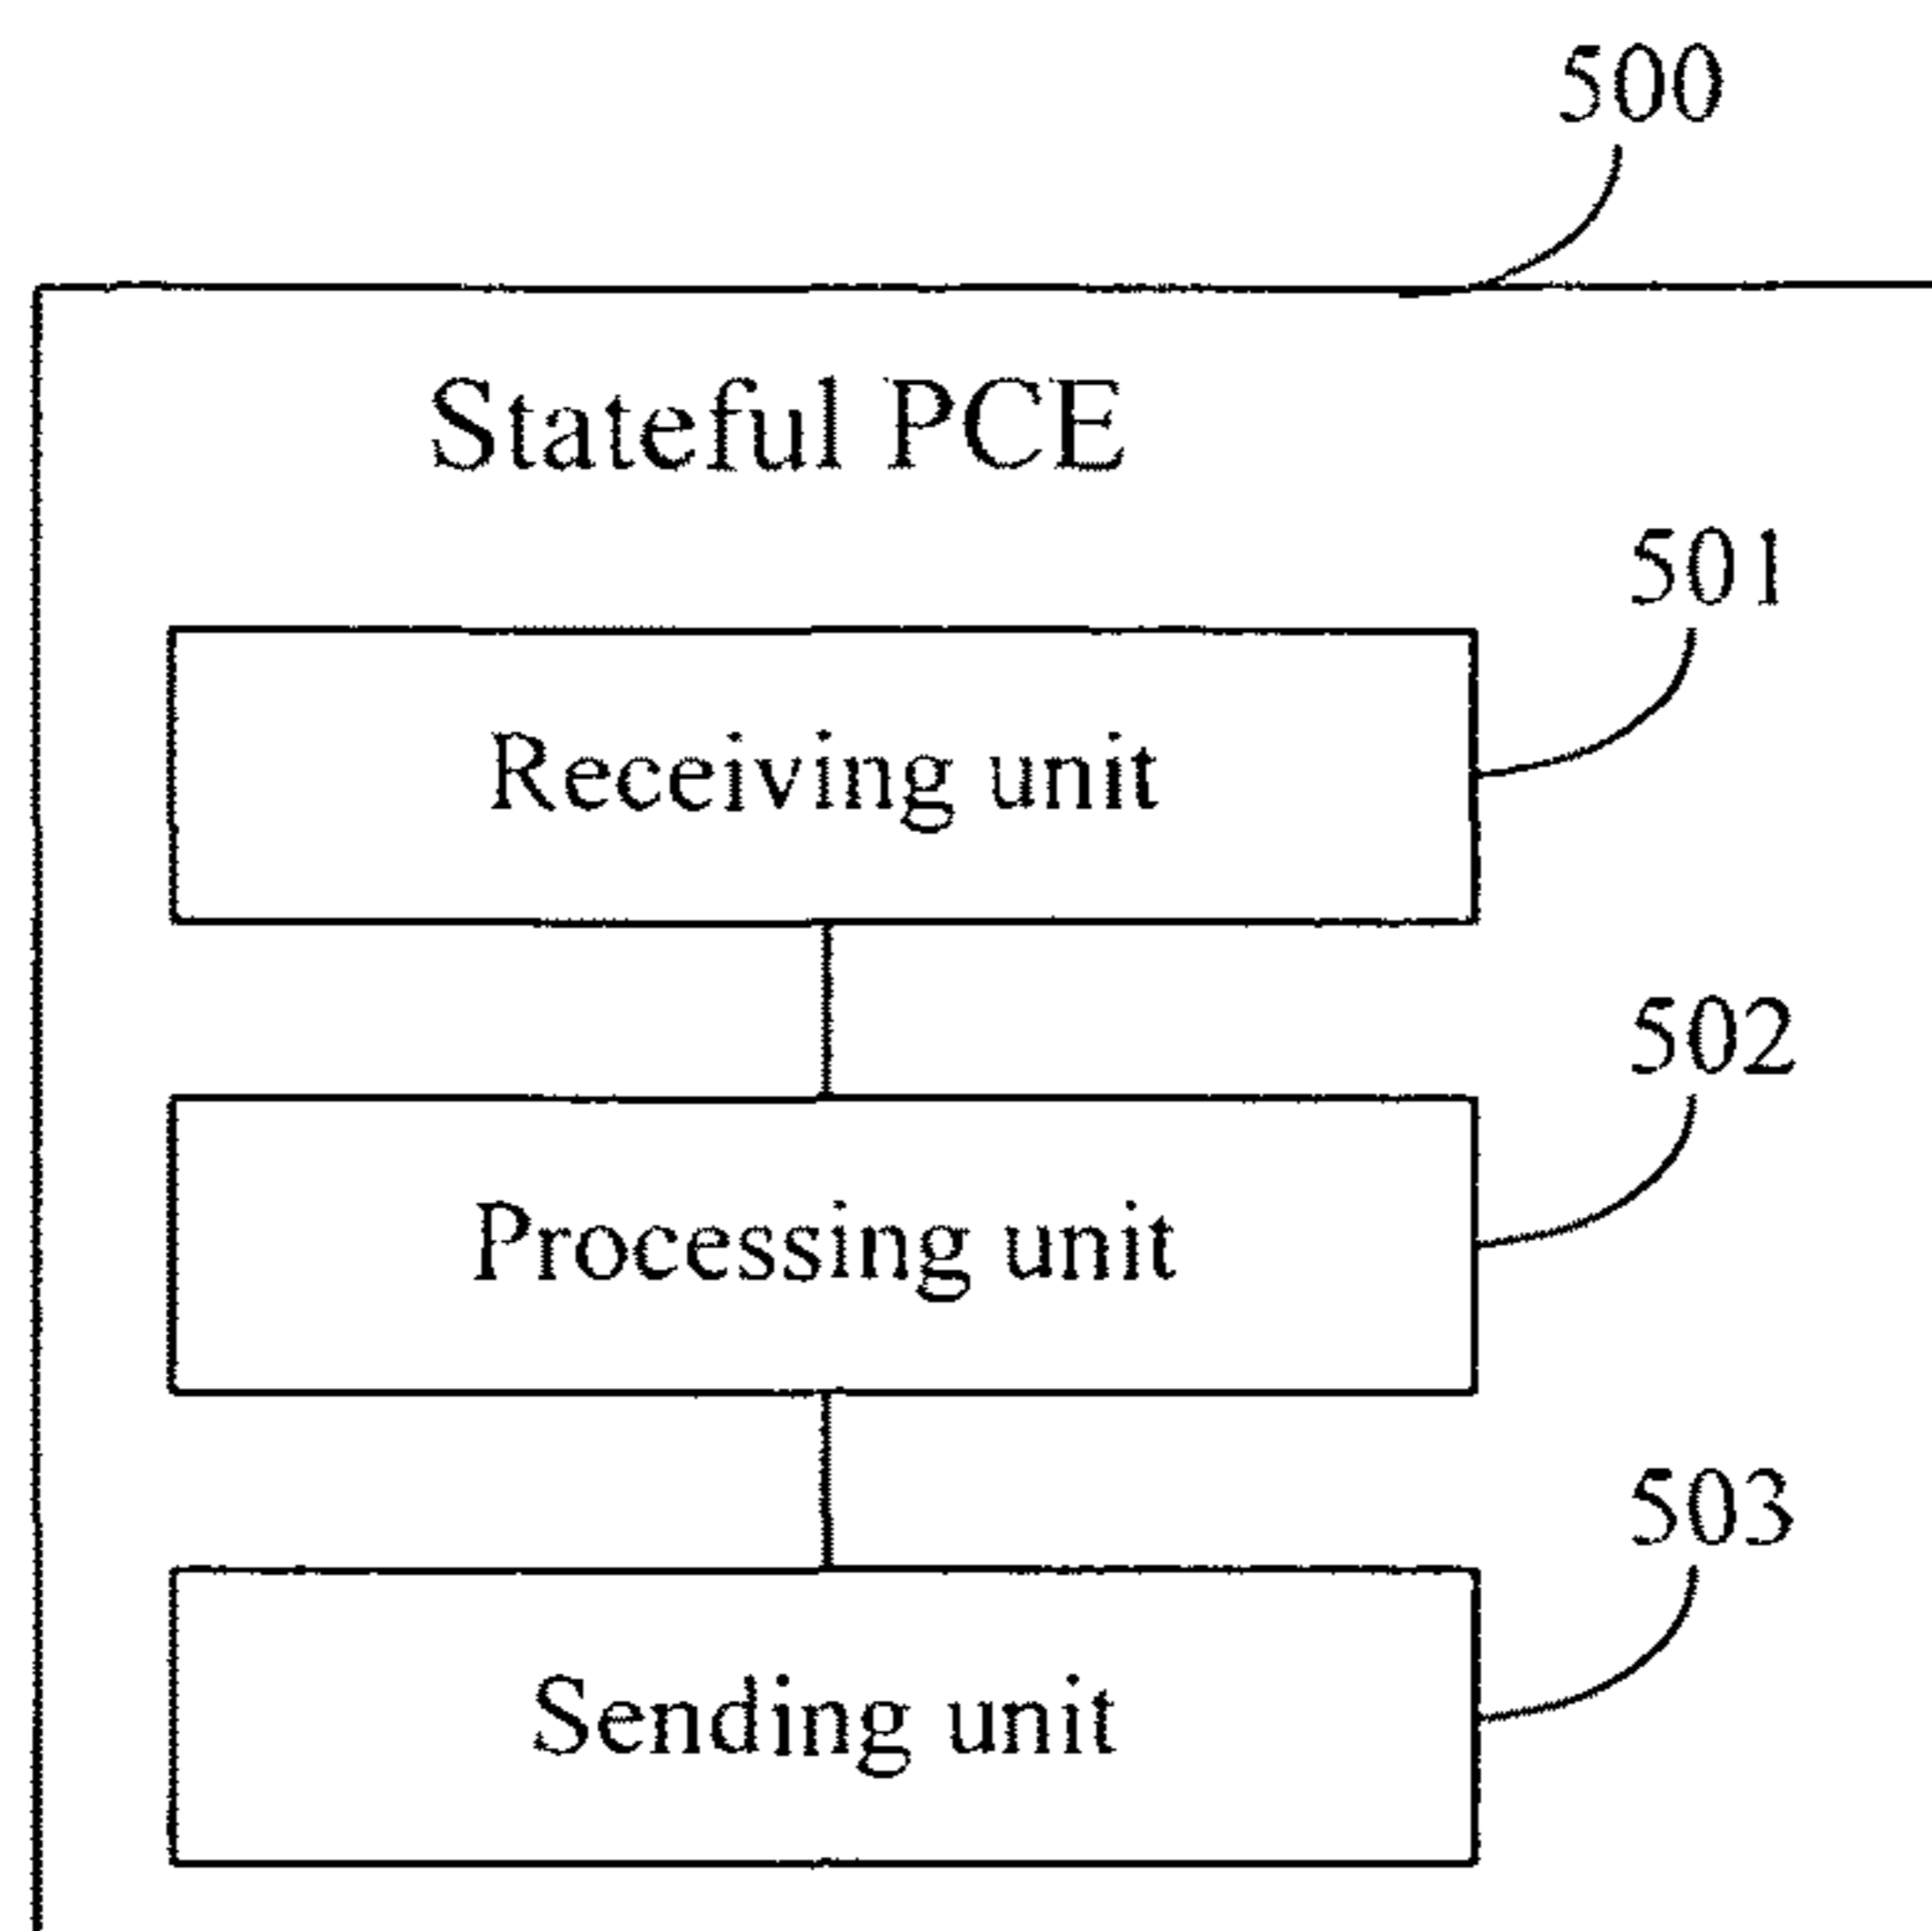 500
Stateful PCE
501
Receiving unit
502
Processing unit
503
Sending unit